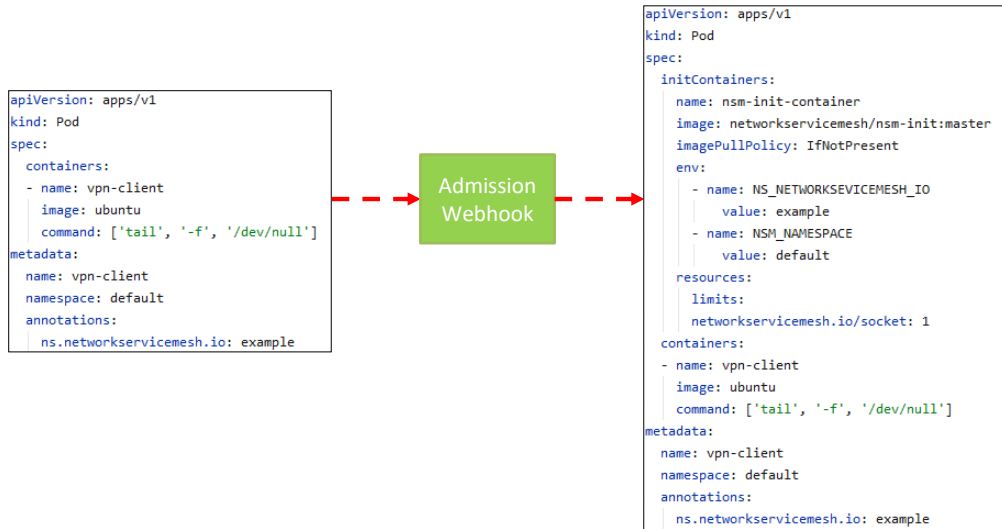 apiVersion: apps/v1
kind: Pod
spec:
  containers:
  - name: vpn-client
    image: ubuntu
    command: ['tail', '-f', '/dev/null']
metadata:
  name: vpn-client
  namespace: default
  annotations:
    ns.networkservicemesh.io: example
Admission
Webhook
apiVersion: apps/v1
kind: Pod
spec:
  initContainers:
    name: nsm-init-container
    image: networkservicemesh/nsm-init:master
    imagePullPolicy: IfNotPresent
    env:
      - name: NS_NETWORKSEVICEMESH_IO
          value: example
      - name: NSM_NAMESPACE
          value: default
    resources:
      limits:
      networkservicemesh.io/socket: 1
  containers:
  - name: vpn-client
    image: ubuntu
    command: ['tail', '-f', '/dev/null']
metadata:
  name: vpn-client
  namespace: default
  annotations:
    ns.networkservicemesh.io: example